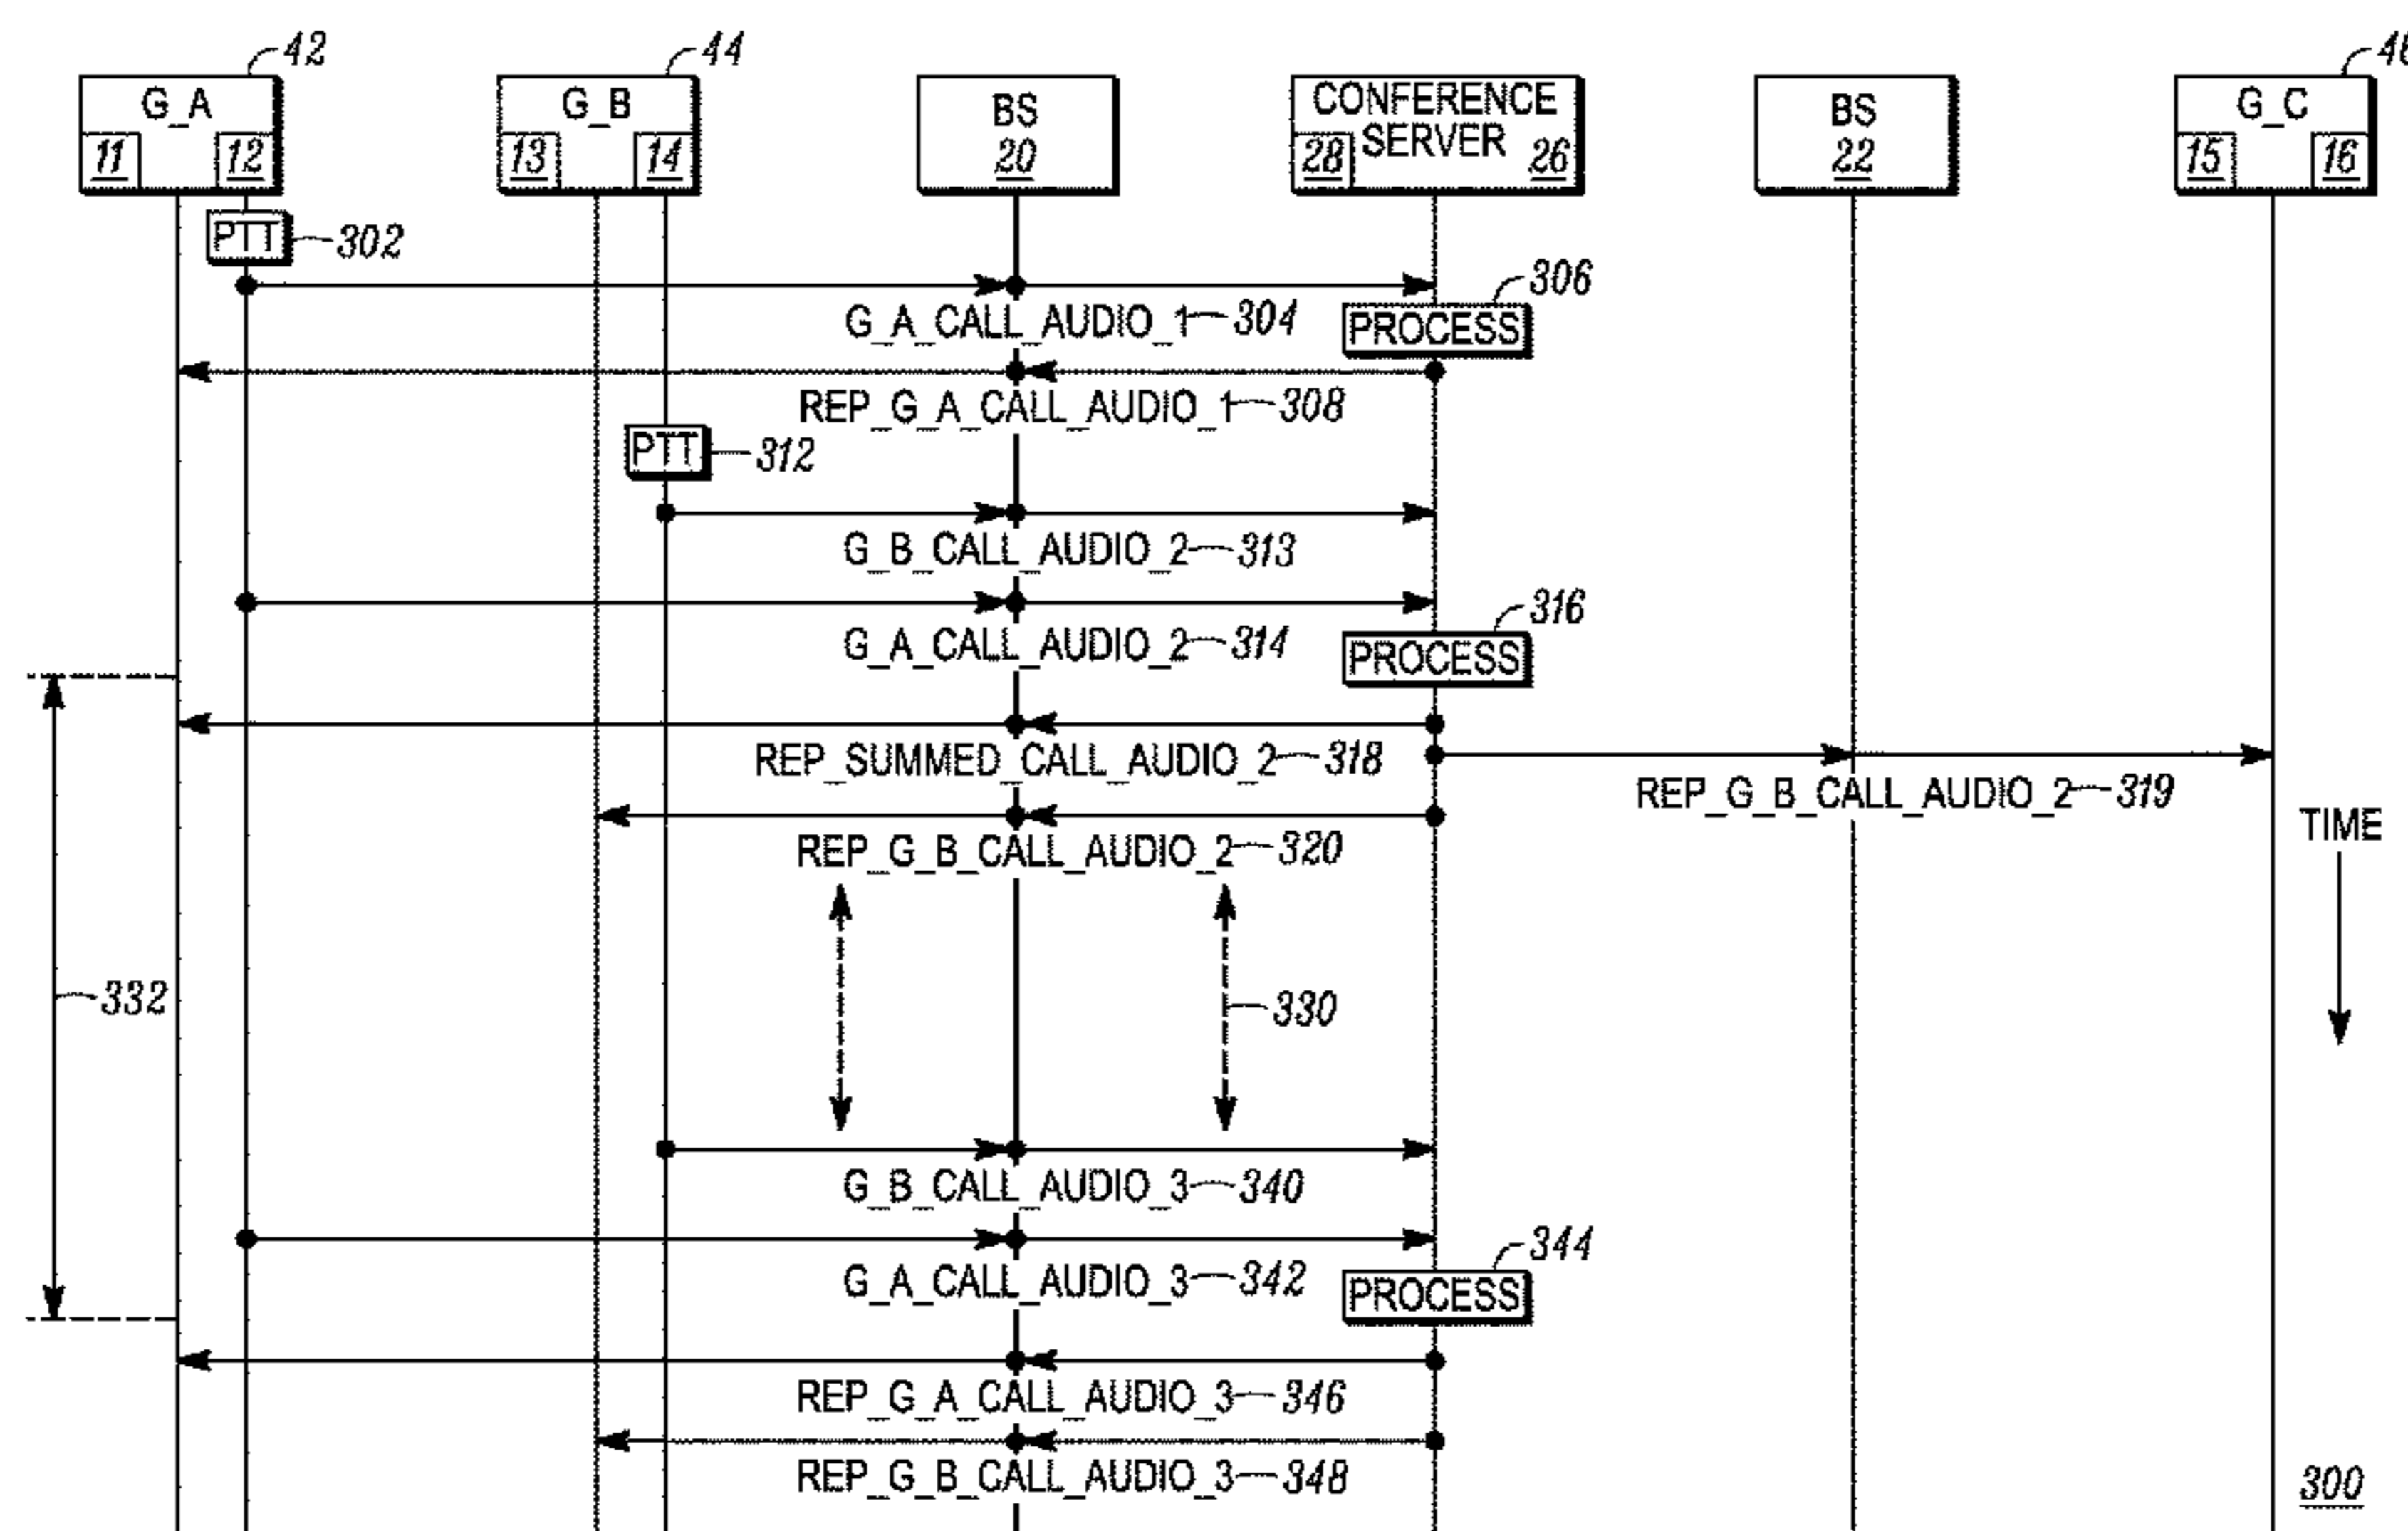 42
44
G_A
11
12
G_B
13
14
BS
20
CONFERENCE
SERVER
28
26
BS
22
G_C
15
16
PTT
302
G_A_CALL_AUDIO_1
304
306
PROCESS
REP_G_A_CALL_AUDIO_1
308
PTT
312
G_B_CALL_AUDIO_2
313
G_A_CALL_AUDIO_2
314
316
PROCESS
REP_SUMMED_CALL_AUDIO_2
318
REP_G_B_CALL_AUDIO_2
319
REP_G_B_CALL_AUDIO_2
320
TIME
332
330
G_B_CALL_AUDIO_3
340
G_A_CALL_AUDIO_3
342
344
PROCESS
REP_G_A_CALL_AUDIO_3
346
REP_G_B_CALL_AUDIO_3
348
300